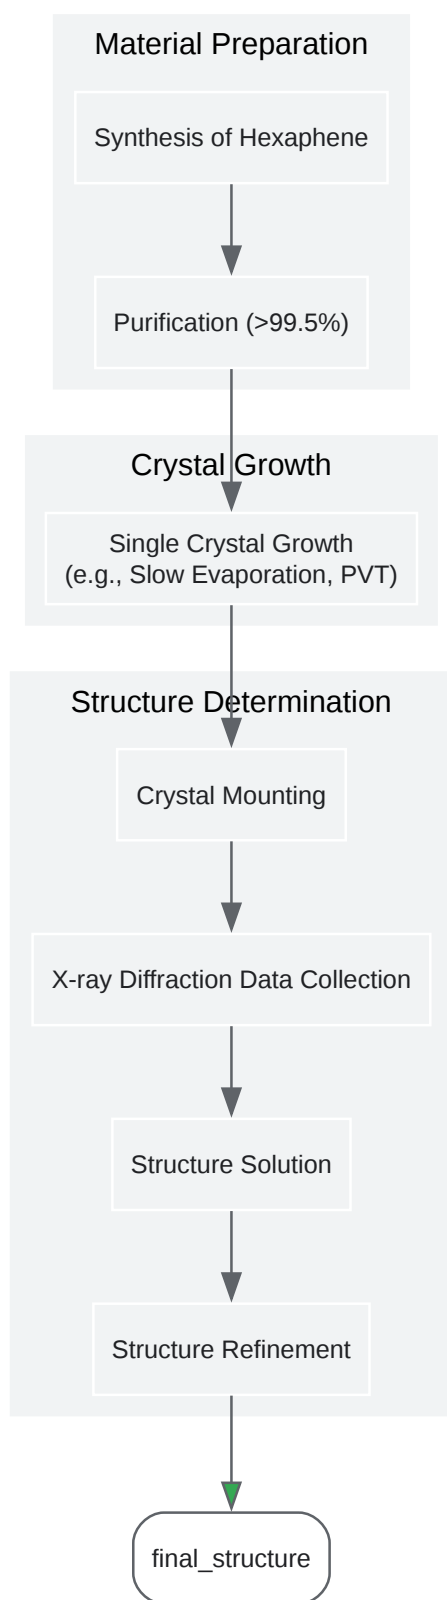 Material Preparation
Synthesis of Hexaphene
Purification (>99.5%)
Crystal Growth
Single Crystal Growth
(e.g., Slow Evaporation, PVT)
Structure Determination
Crystal Mounting
X-ray Diffraction Data Collection
Structure Solution
Structure Refinement
final_structure